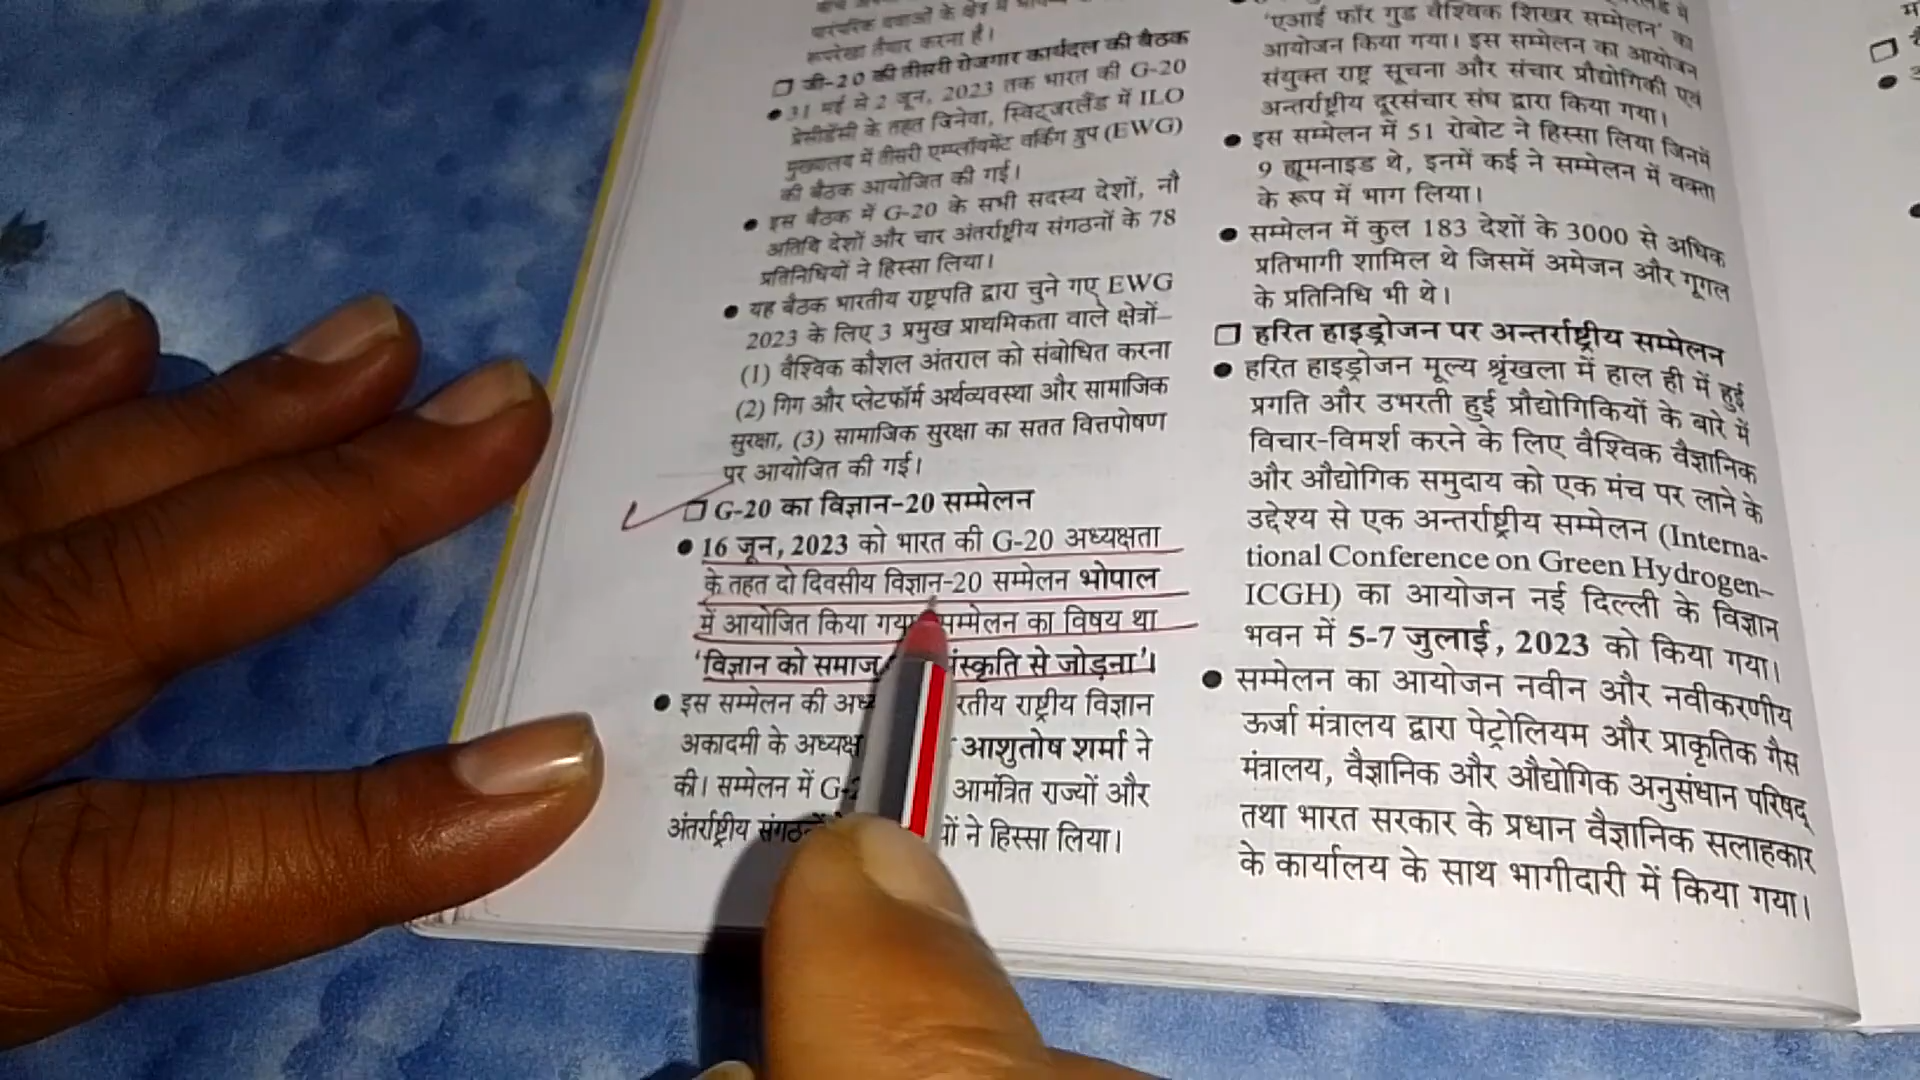 पारंपरिक दवाओं के क्षेत्र में
रूपरेखा तैयार करना है।
❑ जी-20 की तीसरी रोजगार कार्यदल की बैठक
• 31 मई से 2 जून, 2023 तक भारत की G-20
प्रेसीडेंसी के तहत जिनेवा, स्विट्जरलैंड में ILO
मुख्यालय में तीसरी एम्प्लॉयमेंट वर्किंग ग्रुप (EWG)
की बैठक आयोजित की गई।
• इस बैठक में G-20 के सभी सदस्य देशों, नौ
अतिथि देशों और चार अंतर्राष्ट्रीय संगठनों के 78
प्रतिनिधियों ने हिस्सा लिया।
• यह बैठक भारतीय राष्ट्रपति द्वारा चुने गए EWG
2023 के लिए 3 प्रमुख प्राथमिकता वाले क्षेत्रों–
(1) वैश्विक कौशल अंतराल को संबोधित करना
(2) गिग और प्लेटफॉर्म अर्थव्यवस्था और सामाजिक
सुरक्षा, (3) सामाजिक सुरक्षा का सतत वित्तपोषण
पर आयोजित की गई।
❑ G-20 का विज्ञान-20 सम्मेलन
• 16 जून, 2023 को भारत की G-20 अध्यक्षता
के तहत दो दिवसीय विज्ञान-20 सम्मेलन भोपाल
में आयोजित किया गया सम्मेलन का विषय था
'विज्ञान को समाज संस्कृति से जोड़ना'।
• इस सम्मेलन की राष्ट्रीय विज्ञान
अकादमी के अध्यक्ष आशुतोष शर्मा ने
की। सम्मेलन में आमंत्रित राज्यों और
अंतर्राष्ट्रीय ने हिस्सा लिया।
'एआई फॉर गुड वैश्विक शिखर सम्मेलन' का
आयोजन किया गया। इस सम्मेलन का आयोजन
संयुक्त राष्ट्र सूचना और संचार प्रौद्योगिकी एवं
अन्तर्राष्ट्रीय दूरसंचार संघ द्वारा किया गया।
• इस सम्मेलन में 51 रोबोट ने हिस्सा लिया जिनमें
9 ह्यूमनाइड थे, इनमें कई ने सम्मेलन में वक्ता
के रूप में भाग लिया।
• सम्मेलन में कुल 183 देशों के 3000 से अधिक
प्रतिभागी शामिल थे जिसमें अमेजन और गूगल
के प्रतिनिधि भी थे।
❑ हरित हाइड्रोजन पर अन्तर्राष्ट्रीय सम्मेलन
• हरित हाइड्रोजन मूल्य श्रृंखला में हाल ही में हुई
प्रगति और उभरती हुई प्रौद्योगिकियों के बारे में
विचार-विमर्श करने के लिए वैश्विक वैज्ञानिक
और औद्योगिक समुदाय को एक मंच पर लाने के
उद्देश्य से एक अन्तर्राष्ट्रीय सम्मेलन (Interna-
tional Conference on Green Hydrogen–
ICGH) का आयोजन नई दिल्ली के विज्ञान
भवन में 5-7 जुलाई, 2023 को किया गया।
• सम्मेलन का आयोजन नवीन और नवीकरणीय
ऊर्जा मंत्रालय द्वारा पेट्रोलियम और प्राकृतिक गैस
मंत्रालय, वैज्ञानिक और औद्योगिक अनुसंधान परिषद्
तथा भारत सरकार के प्रधान वैज्ञानिक सलाहकार
के कार्यालय के साथ भागीदारी में किया गया।